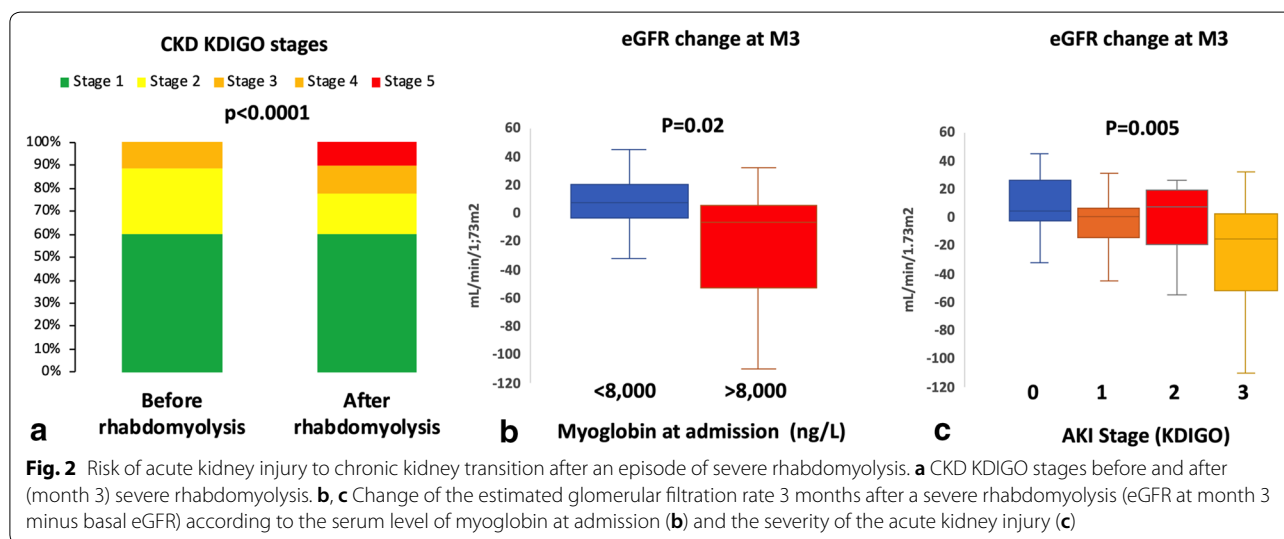 CKD KDIGO stages
Stage 1 Stage 2 Stage 3 Stage 4 Stage 5
p<0.0001
100%
90%
80%
70%
60%
50%
40%
30%
20%
10%
0%
Before
rhabdomyolysis
After
rhabdomyolysis
a
eGFR change at M3
P=0.02
mL/min/1;73m2
60
40
20
0
-20
-40
-60
-80
-100
-120
<8,000 >8,000
b Myoglobin at admission (ng/L)
eGFR change at M3
P=0.005
mL/min/1.73m2
60
40
20
0
-20
-40
-60
-80
-100
-120
0 1 2 3
c AKI Stage (KDIGO)
Fig. 2 Risk of acute kidney injury to chronic kidney transition after an episode of severe rhabdomyolysis. a CKD KDIGO stages before and after
(month 3) severe rhabdomyolysis. b, c Change of the estimated glomerular filtration rate 3 months after a severe rhabdomyolysis (eGFR at month 3
minus basal eGFR) according to the serum level of myoglobin at admission (b) and the severity of the acute kidney injury (c)